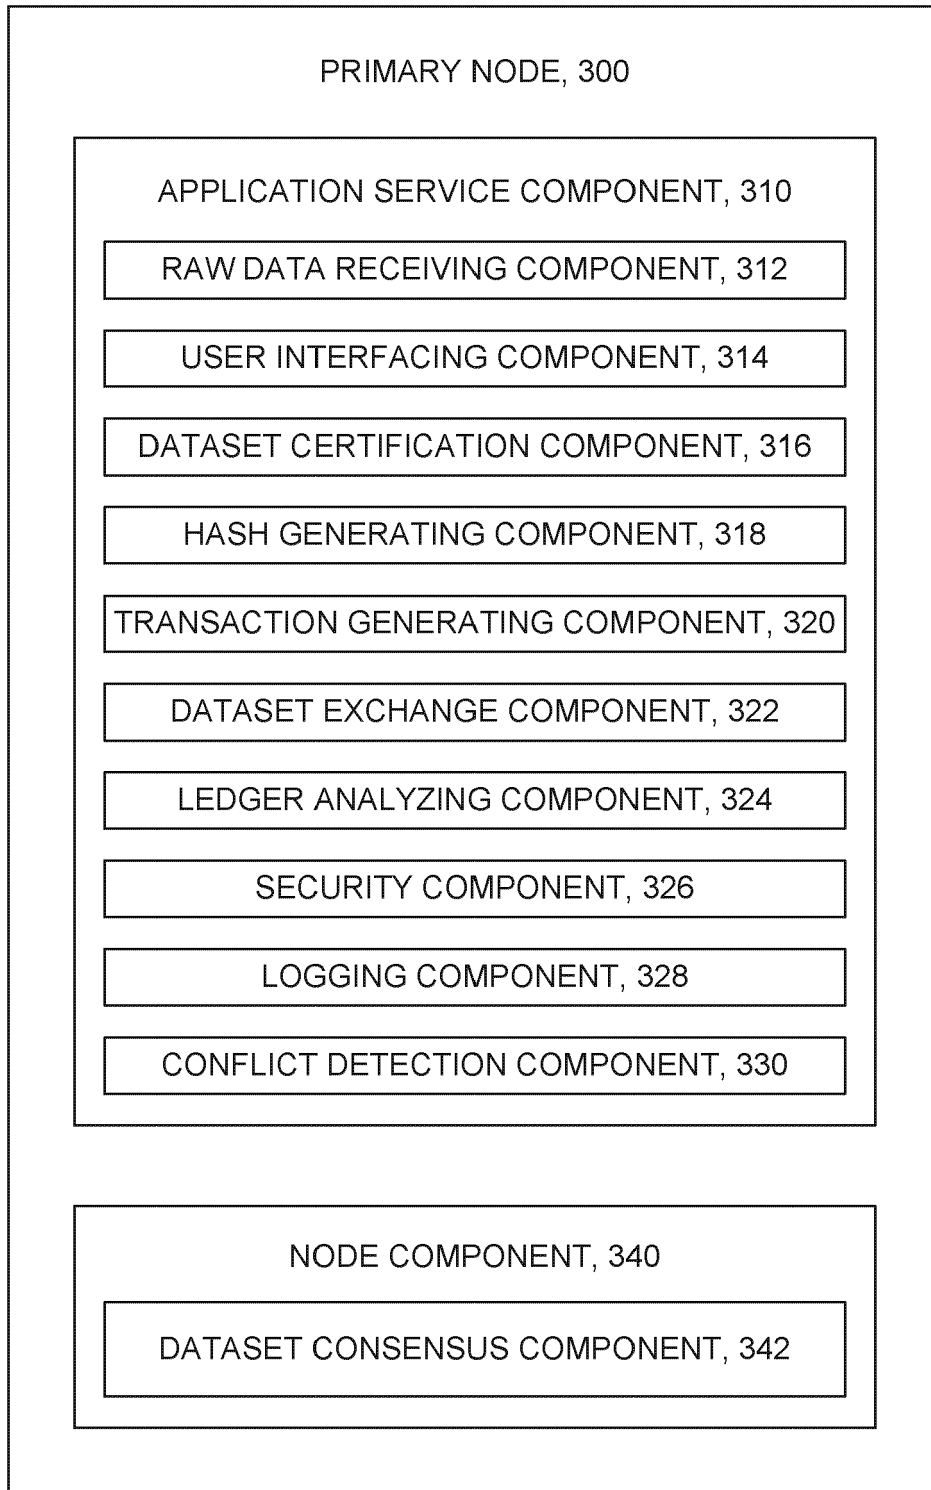 PRIMARY NODE, 300
APPLICATION SERVICE COMPONENT, 310
RAW DATA RECEIVING COMPONENT, 312
USER INTERFACING COMPONENT, 314
DATASET CERTIFICATION COMPONENT, 316
HASH GENERATING COMPONENT, 318
TRANSACTION GENERATING COMPONENT, 320
DATASET EXCHANGE COMPONENT, 322
LEDGER ANALYZING COMPONENT, 324
SECURITY COMPONENT, 326
LOGGING COMPONENT, 328
CONFLICT DETECTION COMPONENT, 330
NODE COMPONENT, 340
DATASET CONSENSUS COMPONENT, 342